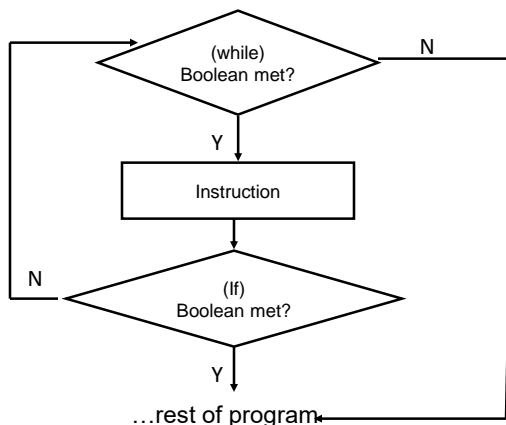 (while)
Boolean met?
N
Y
Instruction
(If)
Boolean met?
N
Y
…rest of program